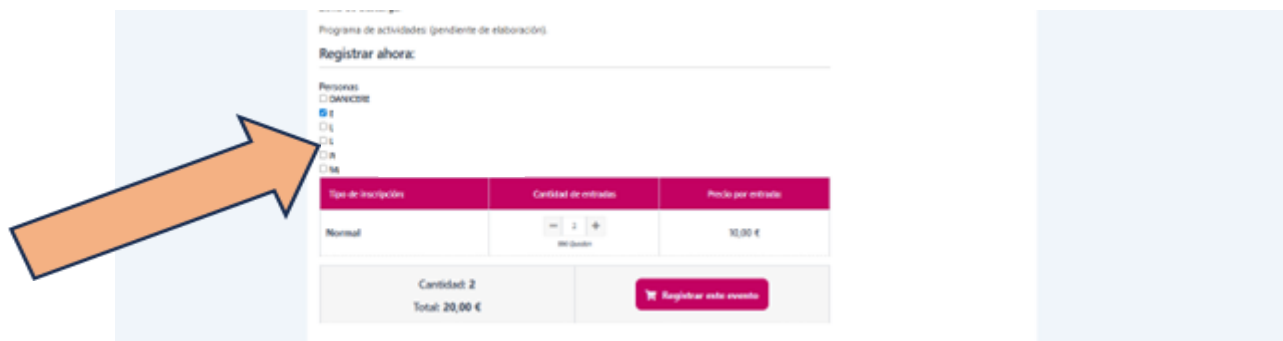 Programa de actividades: (pendiente de elaboración).
Registrar ahora:
Personas
Tipo de inscripción Cantidad de entradas Precio por entrada
Normal − 2 + 10,00 €
Cantidad: 2
Total: 20,00 €
Registrar este evento